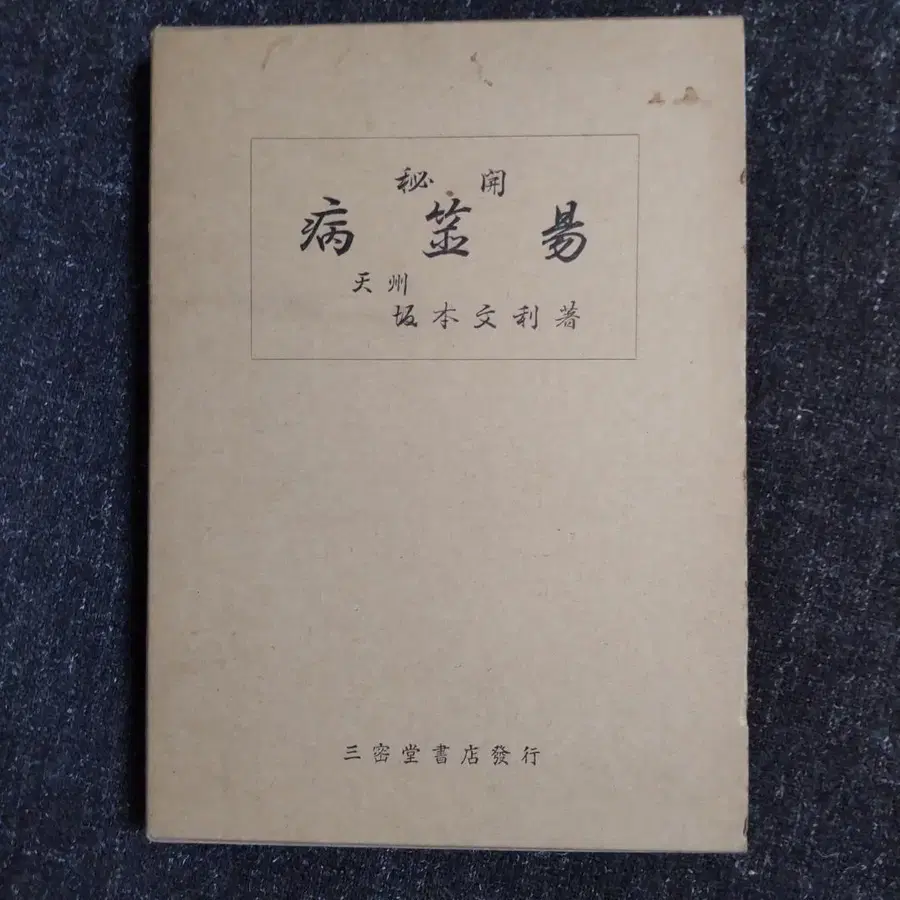 秘開
病筮易
天州
坂本文利著
三密堂書店發行